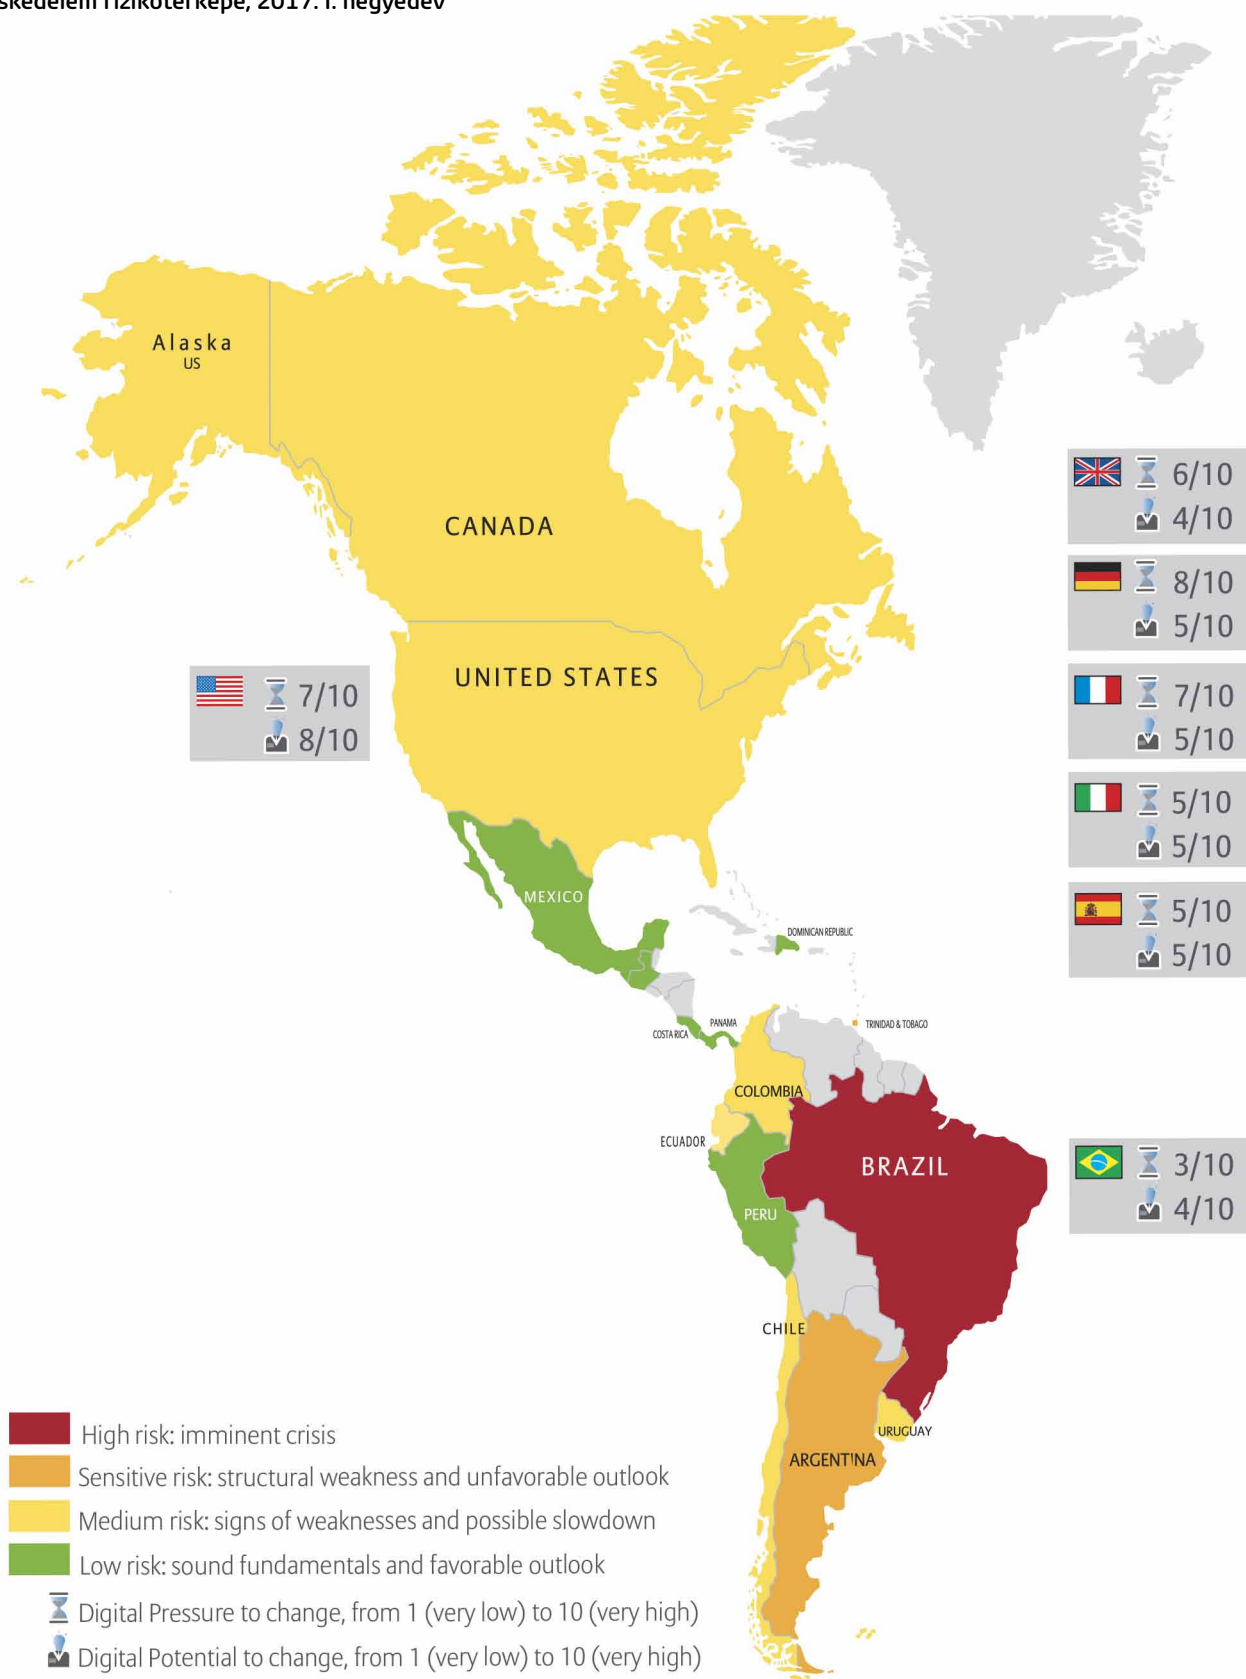 2017. I. negyedév
Alaska
US
CANADA
6/10
4/10
8/10
5/10
UNITED STATES
7/10
8/10
7/10
5/10
5/10
5/10
MEXICO
5/10
5/10
DOMINICAN REPUBLIC
PANAMA
TRINIDAD & TOBAGO
COSTA RICA
COLOMBIA
ECUADOR
BRAZIL
3/10
4/10
PERU
CHILE
URUGUAY
ARGENTINA
High risk: imminent crisis
Sensitive risk: structural weakness and unfavorable outlook
Medium risk: signs of weaknesses and possible slowdown
Low risk: sound fundamentals and favorable outlook
Digital Pressure to change, from 1 (very low) to 10 (very high)
Digital Potential to change, from 1 (very low) to 10 (very high)